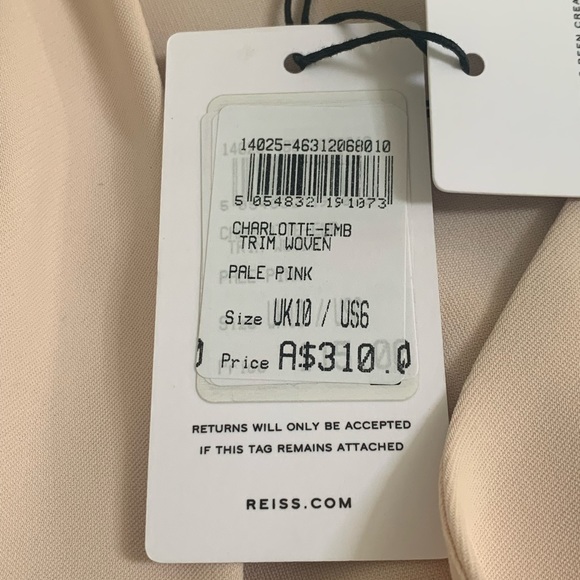 14025-46312068010
5 054832 191073
CHARLOTTE-EMB
TRIM WOVEN
PALE PINK
Size UK10 / US6
Price A$310.0
RETURNS WILL ONLY BE ACCEPTED
IF THIS TAG REMAINS ATTACHED
REISS.COM